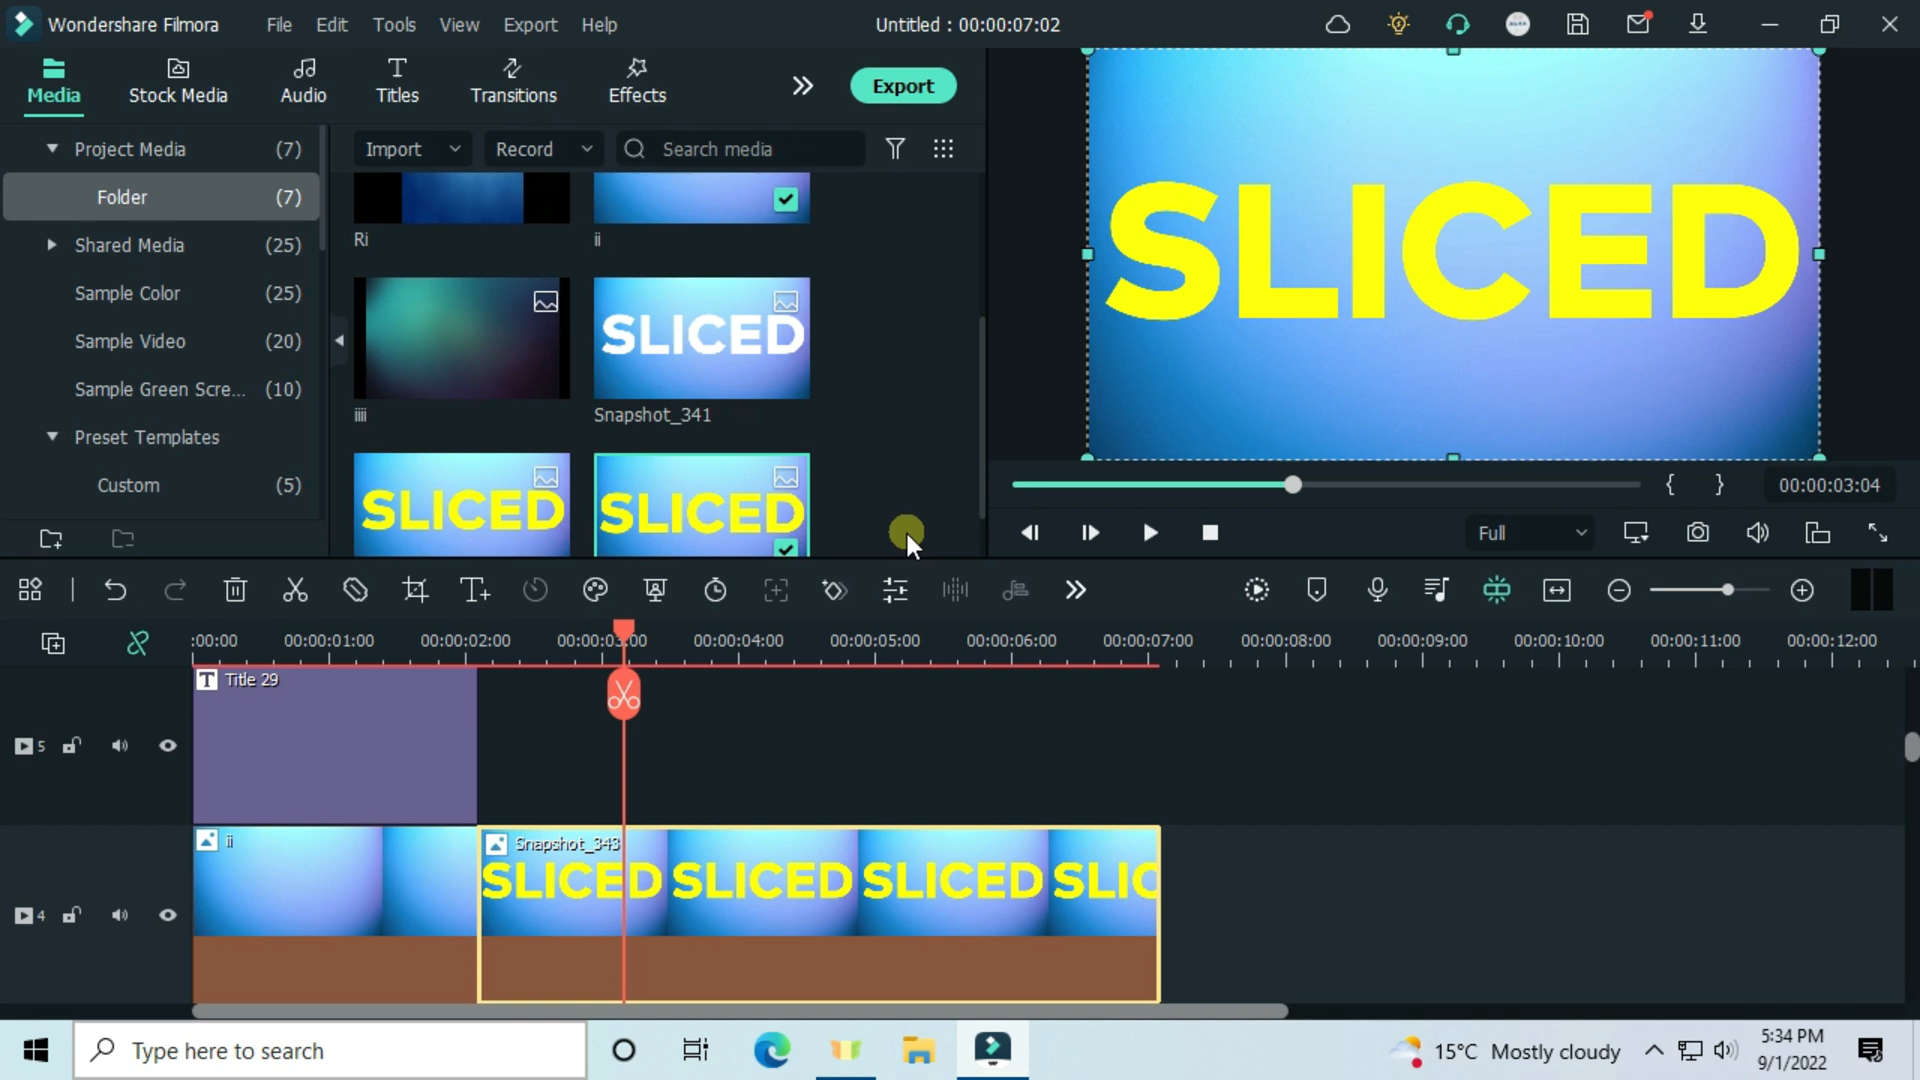 Wondershare Filmora File Edit Tools View Export Help Untitled : 00:00:07:02
Media Stock Media Audio Titles Transitions Effects Export
Project Media (7)
Folder (7)
Shared Media (25)
Sample Color (25)
Sample Video (20)
Sample Green Scre... (10)
Preset Templates
Custom (5)
Import Record Search media
Ri ii
SLICED
iiii Snapshot_341
SLICED SLICED
SLICED
{ } 00:00:03:04
Full
:00:00 00:00:01:00 00:00:02:00 00:00:03:00 00:00:04:00 00:00:05:00 00:00:06:00 00:00:07:00 00:00:08:00 00:00:09:00 00:00:10:00 00:00:11:00 00:00:12:00
T Title 29
5
ii Snapshot_343
SLICED SLICED SLICED SLIC
4
Type here to search
15°C Mostly cloudy
5:34 PM
9/1/2022